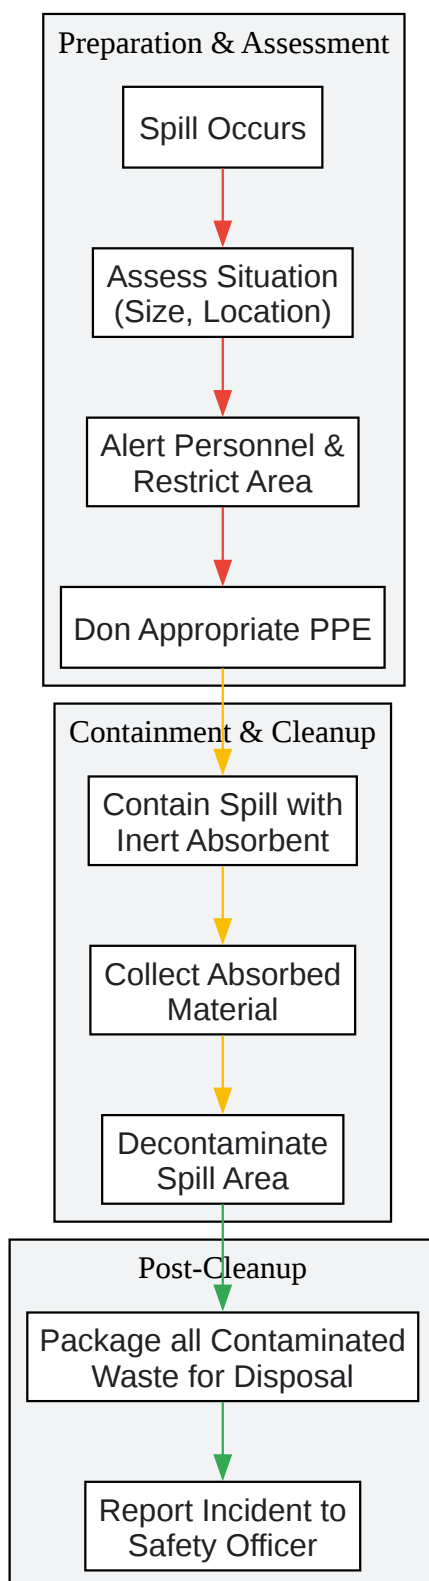 Preparation & Assessment
Spill Occurs
Assess Situation
(Size, Location)
Alert Personnel &
Restrict Area
Don Appropriate PPE
Containment & Cleanup
Contain Spill with
Inert Absorbent
Collect Absorbed
Material
Decontaminate
Spill Area
Post-Cleanup
Package all Contaminated
Waste for Disposal
Report Incident to
Safety Officer